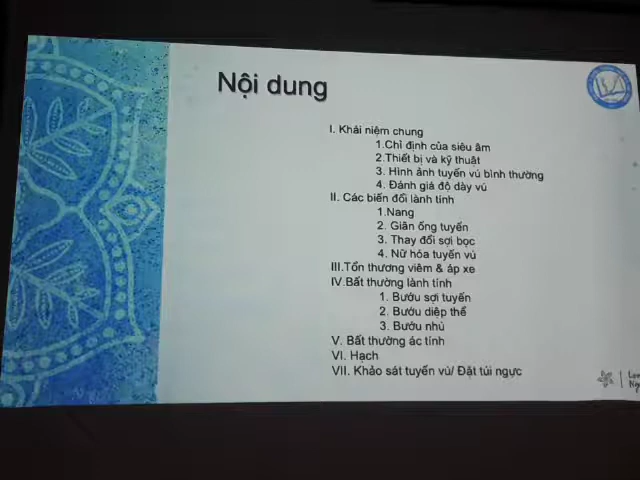 Nội dung
I. Khái niệm chung
1.Chỉ định của siêu âm
2.Thiết bị và kỹ thuật
3. Hình ảnh tuyến vú bình thường
4. Đánh giá độ dày vú
II. Các biến đổi lành tính
1.Nang
2. Giãn ống tuyến
3. Thay đổi sợi bọc
4. Nữ hóa tuyến vú
III.Tổn thương viêm & áp xe
IV.Bất thường lành tính
1. Bướu sợi tuyến
2. Bướu diệp thể
3. Bướu nhú
V. Bất thường ác tính
VI. Hạch
VII. Khảo sát tuyến vú/ Đặt túi ngực